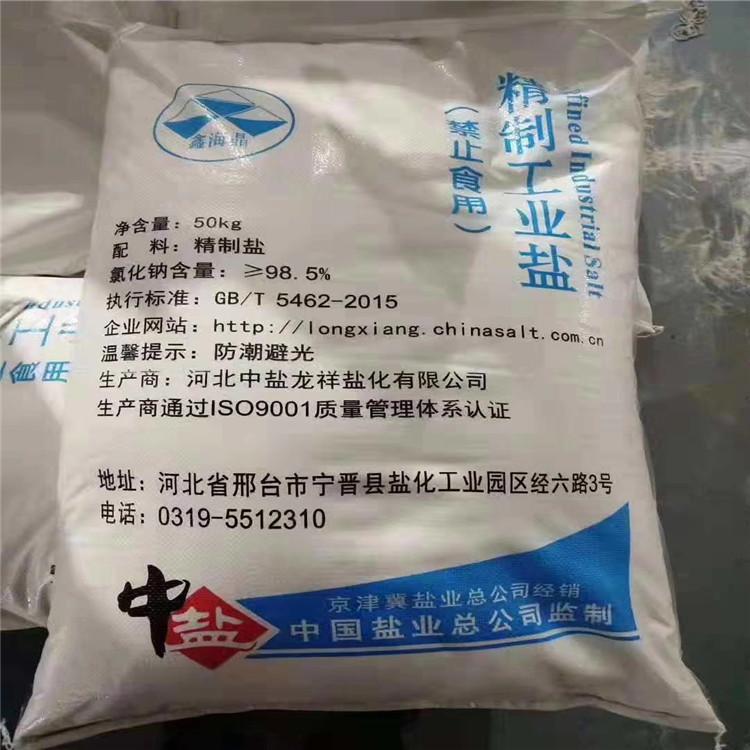 鑫海晶
精制工业盐
(禁止食用)
Refined Industrial Salt
净含量：50kg
配 料：精制盐
氯化钠含量：≥98.5%
执行标准：GB/T 5462-2015
企业网站：http://longxiang.chinasalt.com.cn
温馨提示：防潮避光
生产商：河北中盐龙祥盐化有限公司
生产商通过ISO9001质量管理体系认证
地址：河北省邢台市宁晋县盐化工业园区经六路3号
电话：0319-5512310
中盐
京津冀盐业总公司经销
中国盐业总公司监制
食用